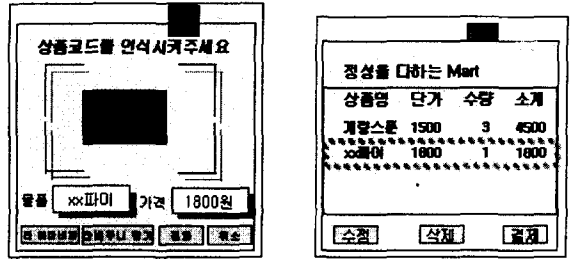 상품코드를 인식시켜주세요
물품 xx파이 가격 1800원
취소
정성을 다하는 Mart
상품명 단가 수량 소계
계량스푼 1500 3 4500
xx파이 1800 1 1800
수정 삭제 결제